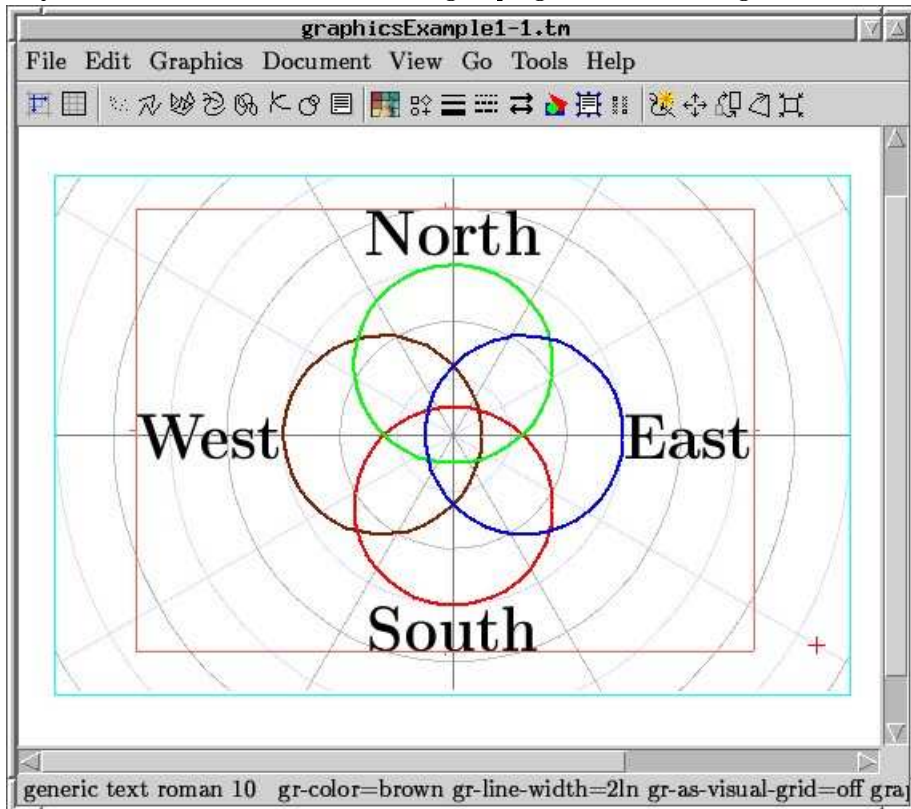 graphicsExample1-1.tm
File Edit Graphics Document View Go Tools Help
North
West East
South
generic text roman 10 gr-color=brown gr-line-width=2ln gr-as-visual-grid=off